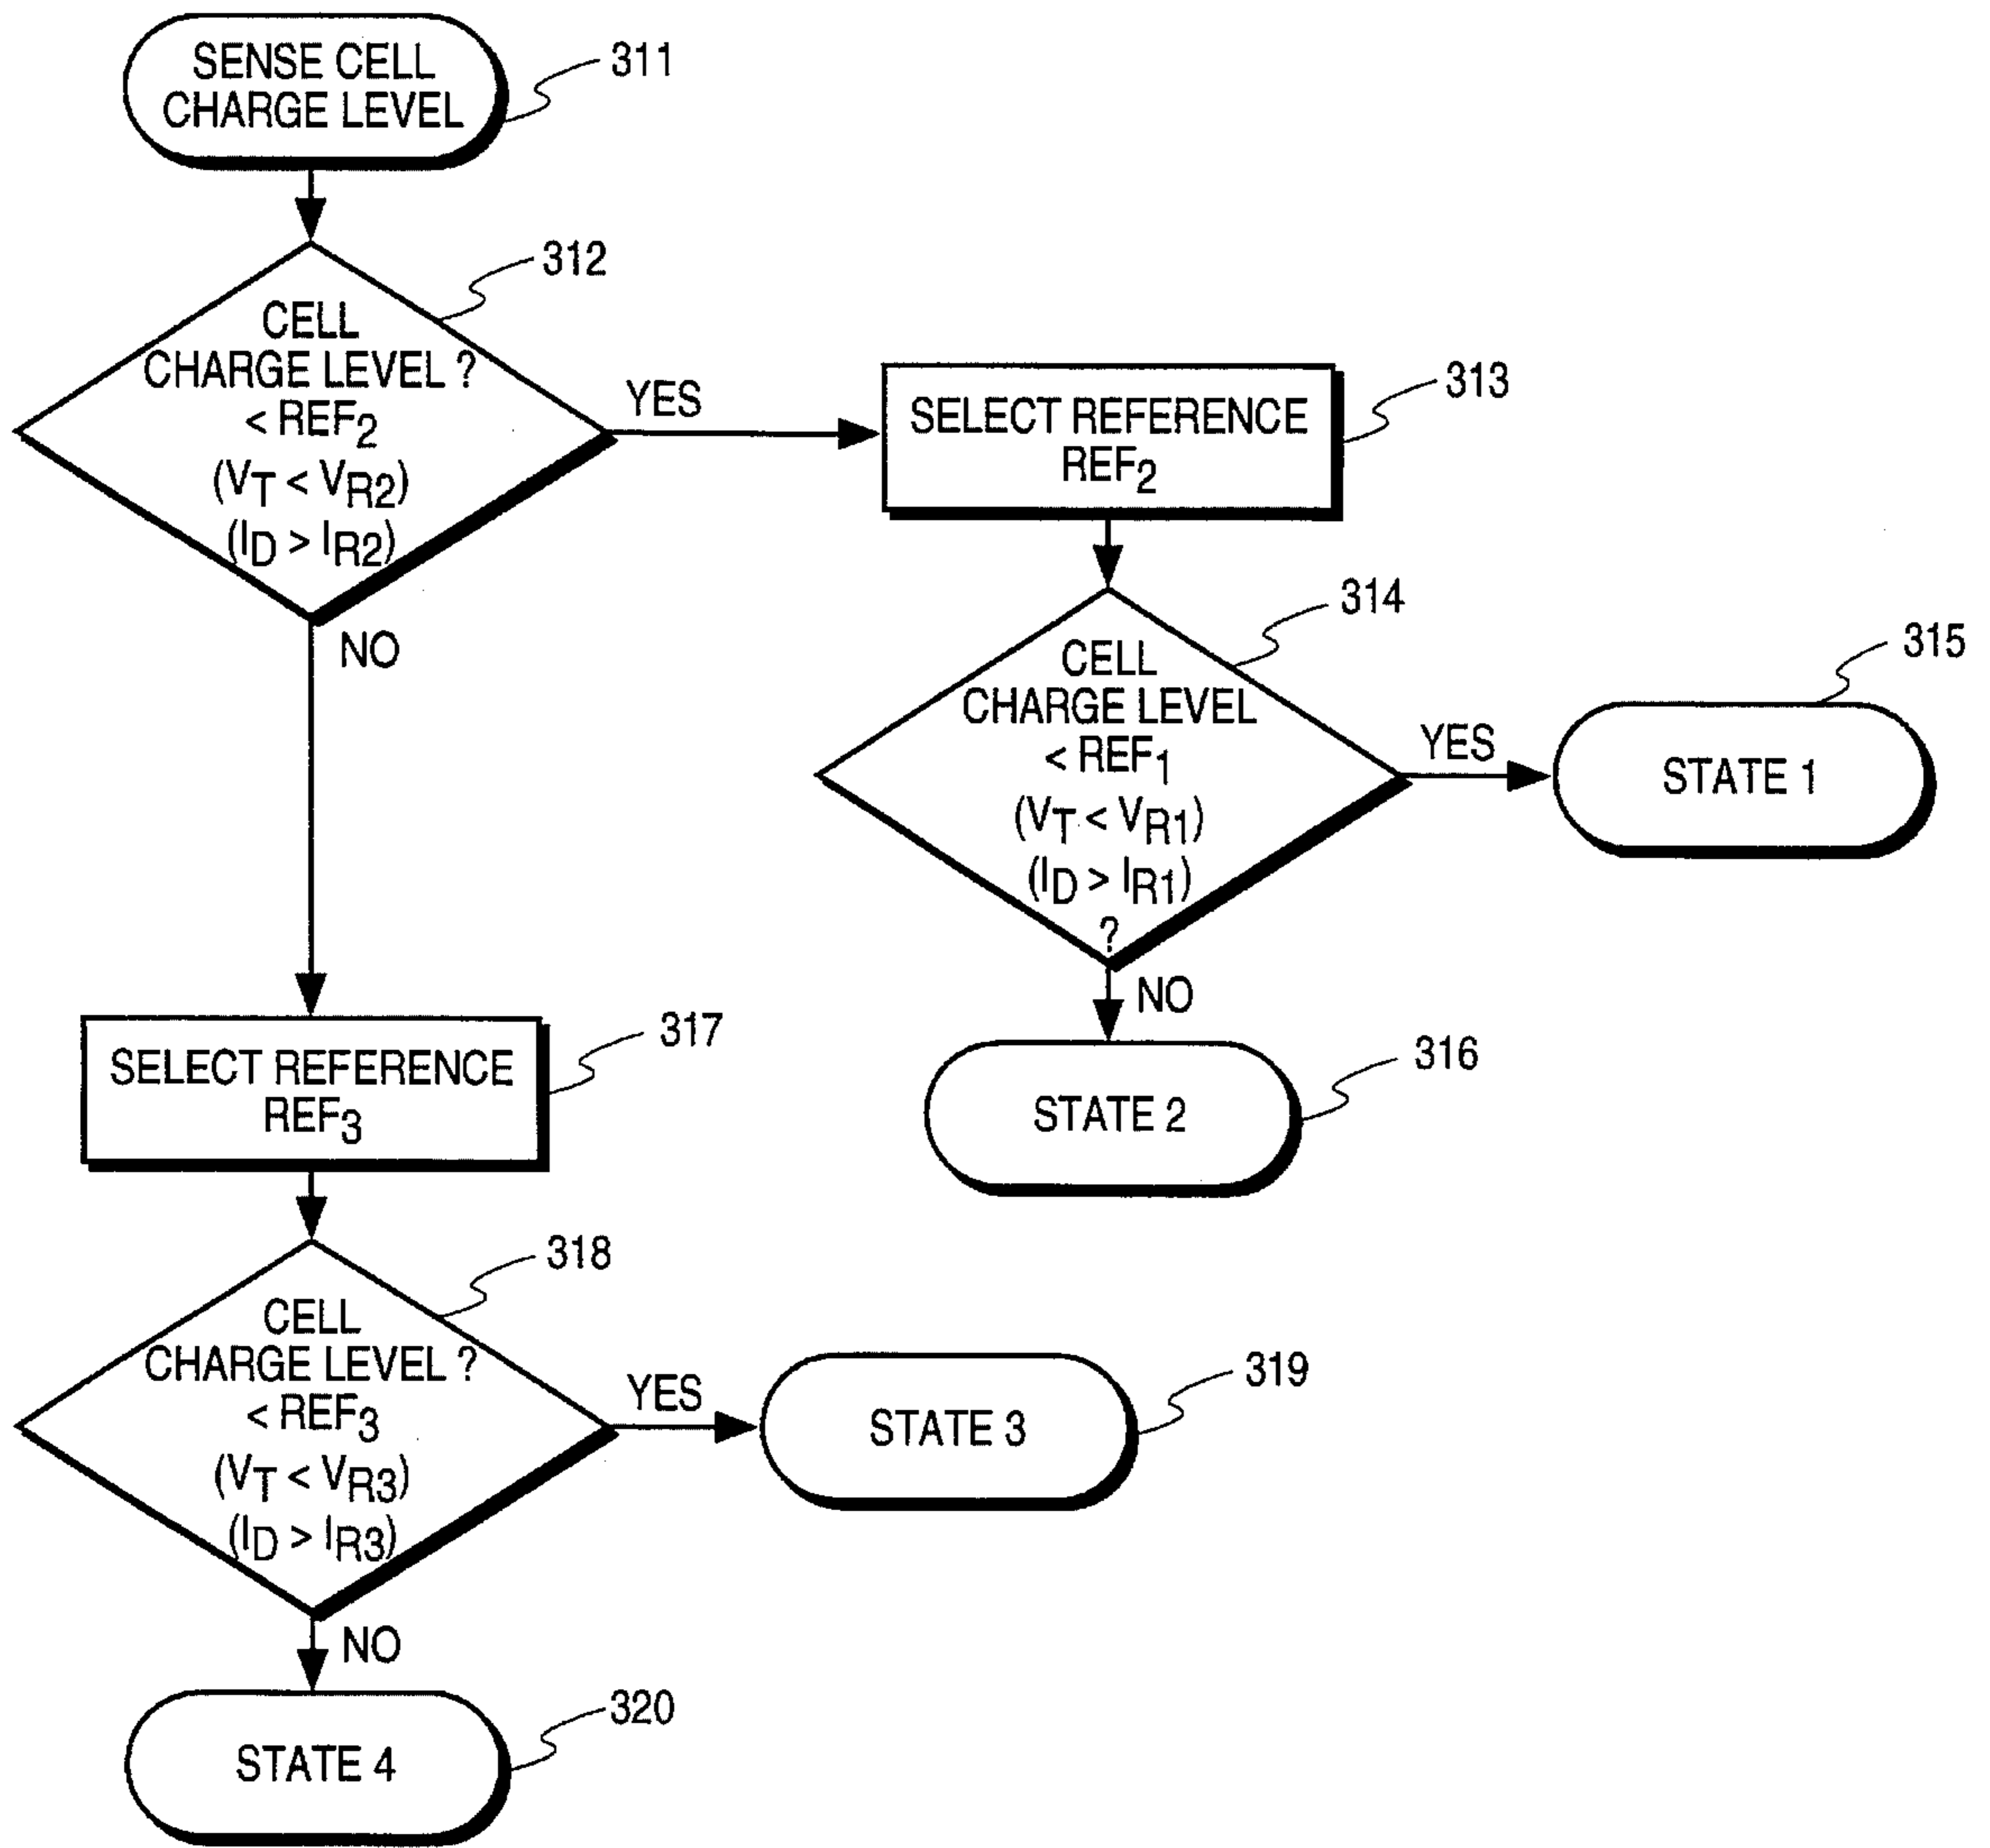 SENSE CELL
CHARGE LEVEL
311
312
CELL
CHARGE LEVEL ?
< REF2
(VT < VR2)
(ID > IR2)
YES
NO
313
SELECT REFERENCE
REF2
314
CELL
CHARGE LEVEL
< REF1
(VT < VR1)
(ID > IR1)
?
YES
NO
315
STATE 1
316
STATE 2
317
SELECT REFERENCE
REF3
318
CELL
CHARGE LEVEL ?
< REF3
(VT < VR3)
(ID > IR3)
YES
NO
319
STATE 3
320
STATE 4